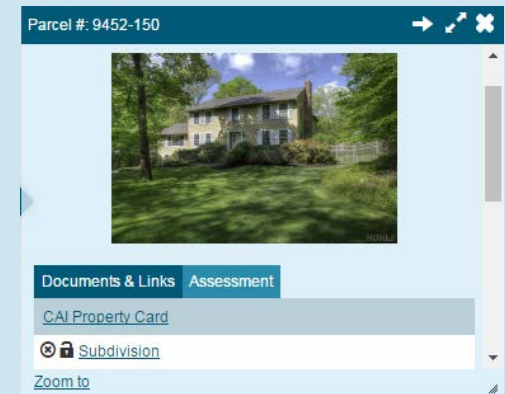 Parcel #: 9452-150
Documents & Links Assessment
CAI Property Card
Subdivision
Zoom to